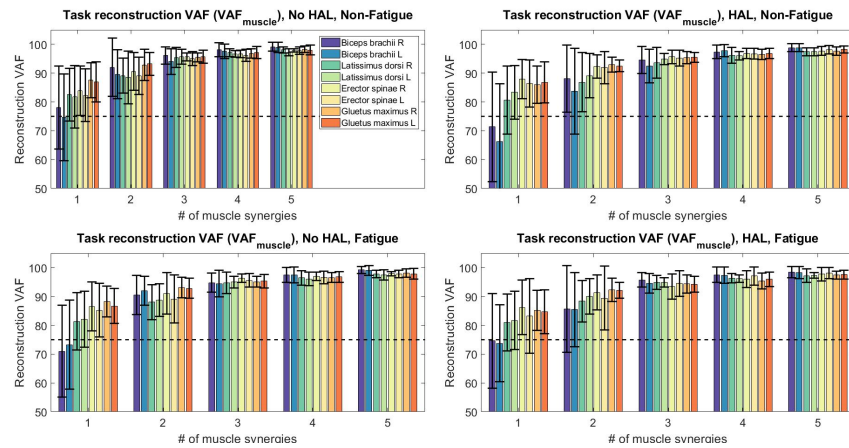 Task reconstruction VAF (VAFmuscle), No HAL, Non-Fatigue
100
90
80
70
60
50
Reconstruction VAF
1 2 3 4 5
# of muscle synergies
Biceps brachii R
Biceps brachii L
Latissimus dorsi R
Latissimus dorsi L
Erector spinae R
Erector spinae L
Gluetus maximus R
Gluetus maximus L
Task reconstruction VAF (VAFmuscle), HAL, Non-Fatigue
100
90
80
70
60
50
Reconstruction VAF
1 2 3 4 5
# of muscle synergies
Task reconstruction VAF (VAFmuscle), No HAL, Fatigue
100
90
80
70
60
50
Reconstruction VAF
1 2 3 4 5
# of muscle synergies
Task reconstruction VAF (VAFmuscle), HAL, Fatigue
100
90
80
70
60
50
Reconstruction VAF
1 2 3 4 5
# of muscle synergies